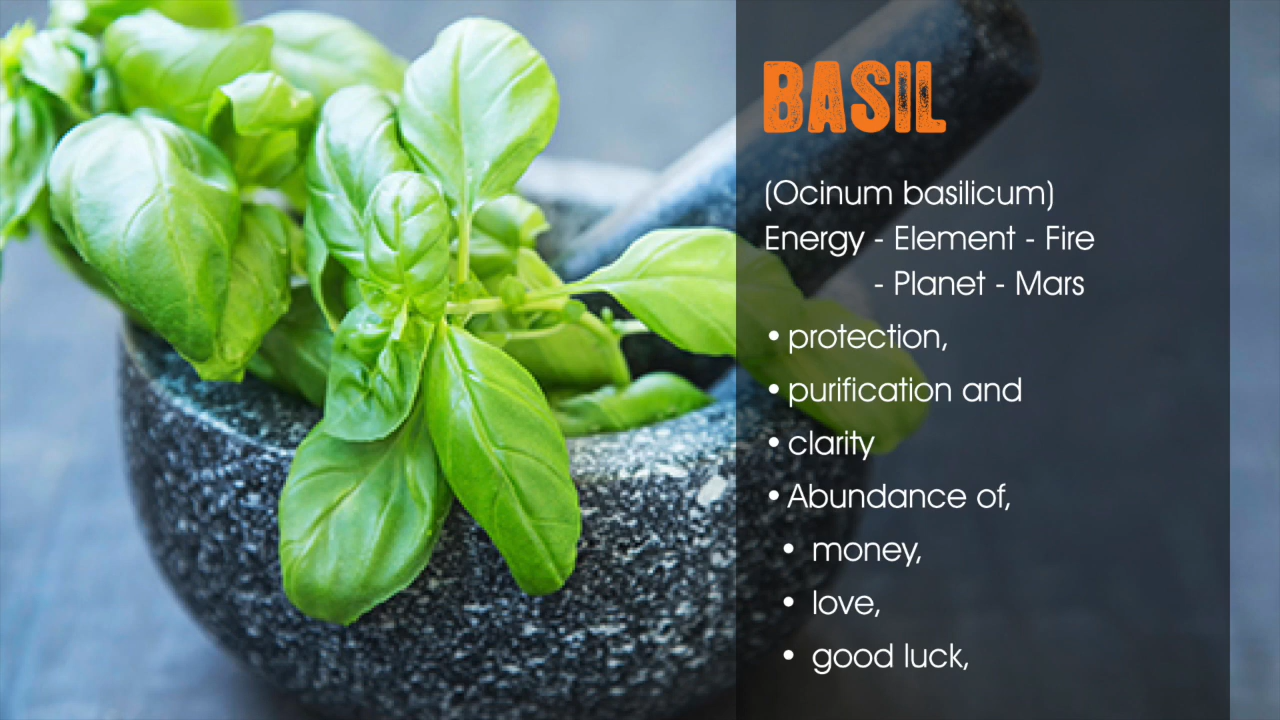 BASIL
(Ocinum basilicum)
Energy - Element - Fire
- Planet - Mars
• protection,
• purification and
• clarity
• Abundance of,
• money,
• love,
• good luck,